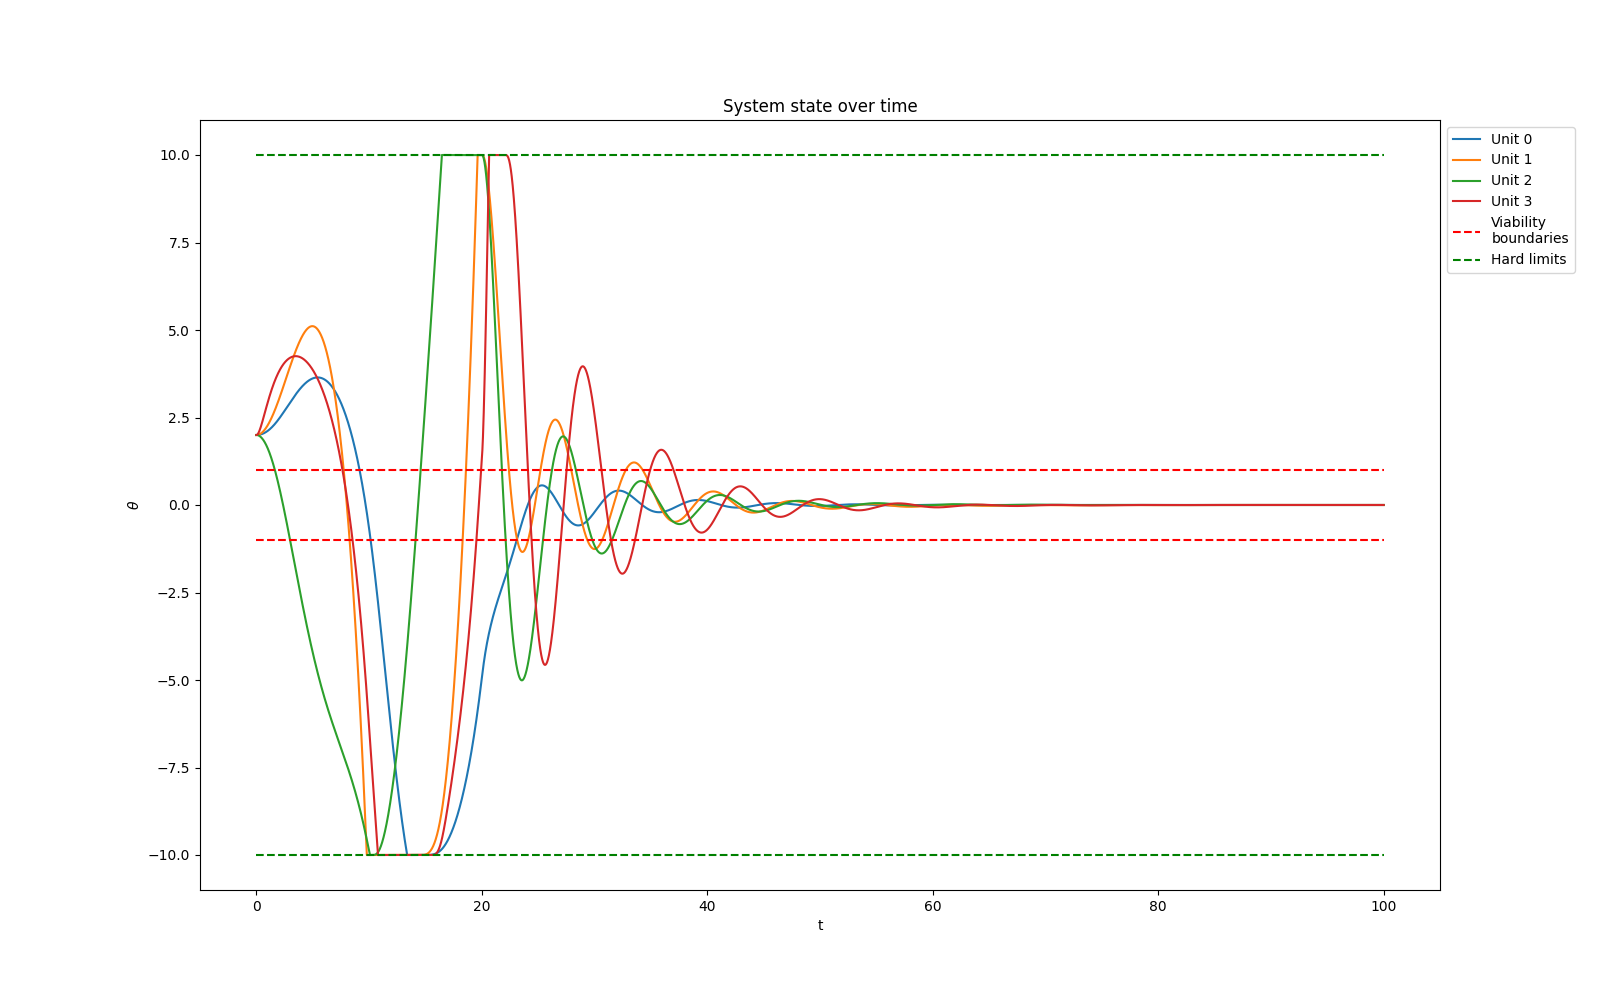 System state over time
10.0
7.5
5.0
2.5
0.0
−2.5
−5.0
−7.5
−10.0
θ
0
20
40
60
80
100
t
Unit 0
Unit 1
Unit 2
Unit 3
Viability
boundaries
Hard limits